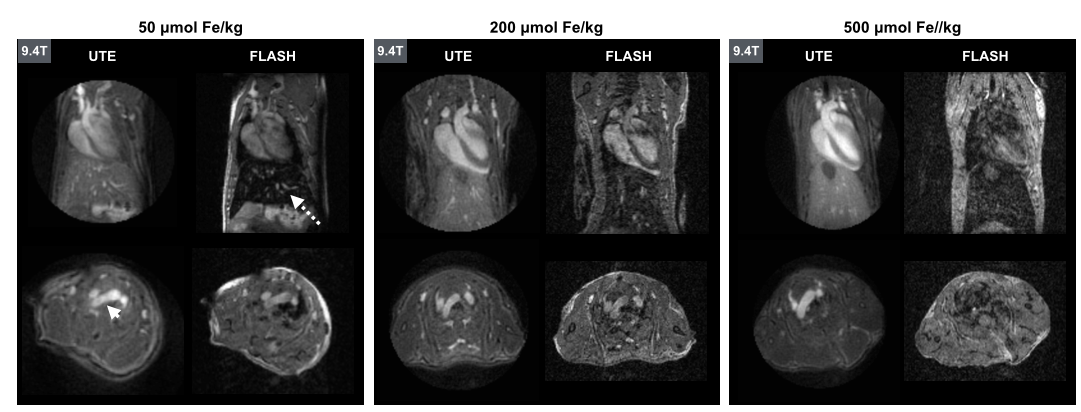 50 µmol Fe/kg
9.4T
UTE
FLASH
200 µmol Fe/kg
9.4T
UTE
FLASH
500 µmol Fe//kg
9.4T
UTE
FLASH